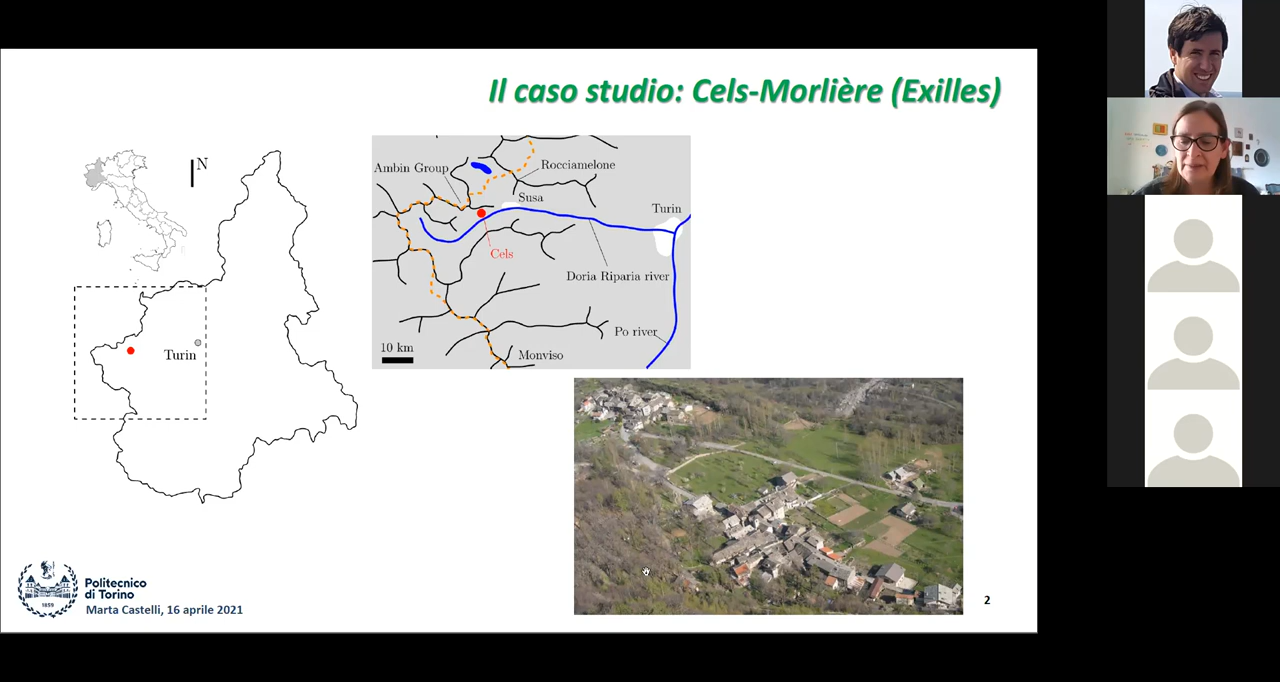 Il caso studio: Cels-Morlière (Exilles)
N
Turin
Ambin Group
Rocciamelone
Susa
Turin
Cels
Doria Riparia river
Po river
10 km
Monviso
1859
Politecnico
di Torino
Marta Castelli, 16 aprile 2021
2